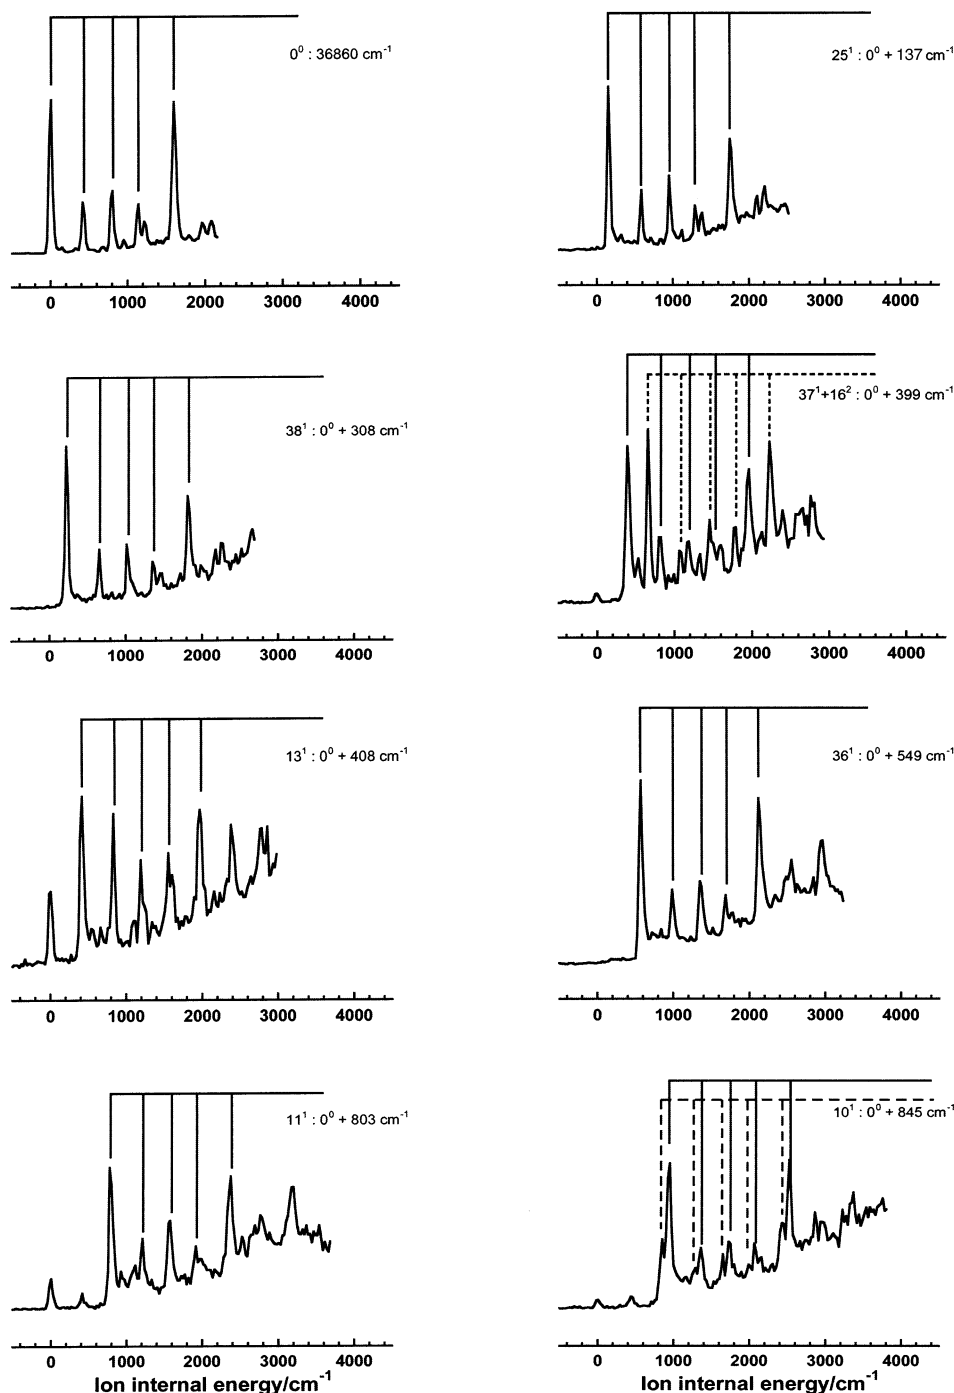 0⁰ : 36860 cm⁻¹
0 1000 2000 3000 4000
25¹ : 0⁰ + 137 cm⁻¹
0 1000 2000 3000 4000
38¹ : 0⁰ + 308 cm⁻¹
0 1000 2000 3000 4000
37¹+16² : 0⁰ + 399 cm⁻¹
0 1000 2000 3000 4000
13¹ : 0⁰ + 408 cm⁻¹
0 1000 2000 3000 4000
36¹ : 0⁰ + 549 cm⁻¹
0 1000 2000 3000 4000
11¹ : 0⁰ + 803 cm⁻¹
0 1000 2000 3000 4000
Ion internal energy/cm⁻¹
10¹ : 0⁰ + 845 cm⁻¹
0 1000 2000 3000 4000
Ion internal energy/cm⁻¹